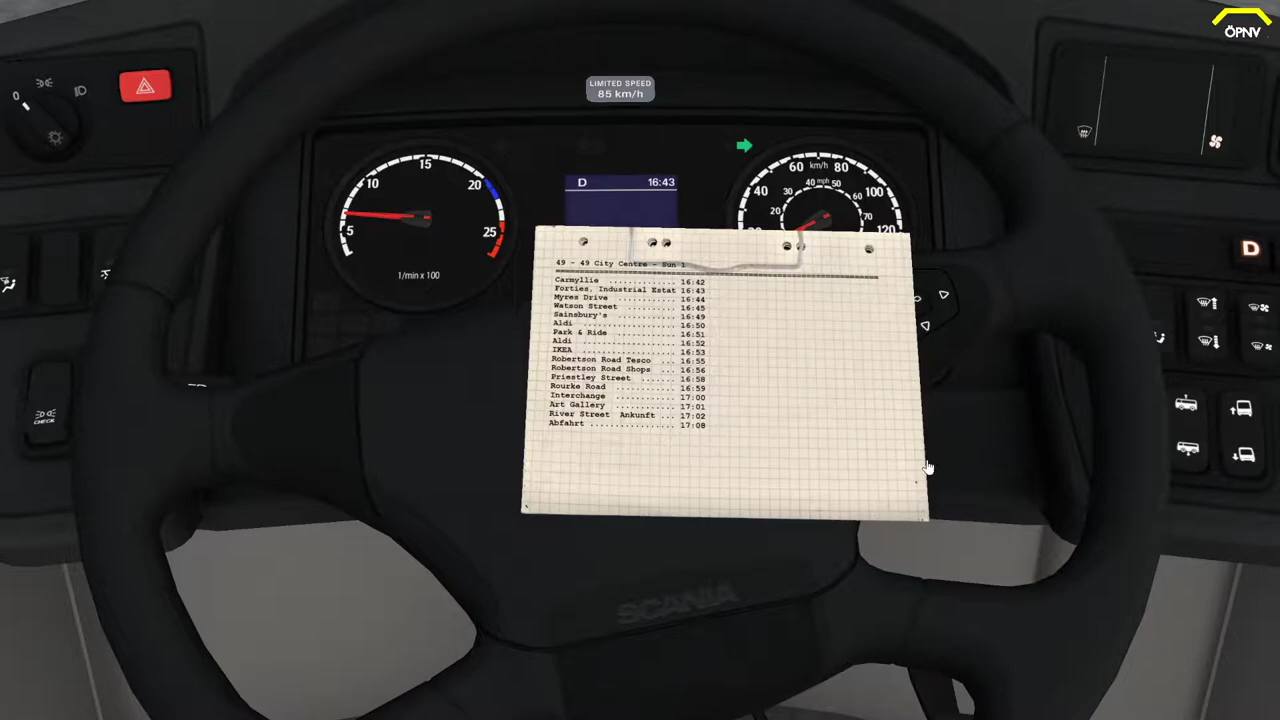 ÖPNV
LIMITED SPEED
85 km/h
0
5
10
15
20
25
1/min x 100
D 16:43
20
40
60
80
100
120
km/h
mph
20
30
40
50
60
70
D
CHECK
49 - 49 City Centre - Sun 1
Carmyllie .............. 16:42
Forties, Industrial Estat 16:43
Myres Drive ............ 16:44
Watson Street .......... 16:45
Sainsbury's ............ 16:49
Aldi ................... 16:50
Park & Ride ............ 16:51
Aldi ................... 16:52
IKEA ................... 16:53
Robertson Road Tesco ... 16:55
Robertson Road Shops ... 16:56
Priestley Street ....... 16:58
Rourke Road ............ 16:59
Interchange ............ 17:00
Art Gallery ............ 17:01
River Street Ankunft ... 17:02
Abfahrt ................ 17:08
SCANIA